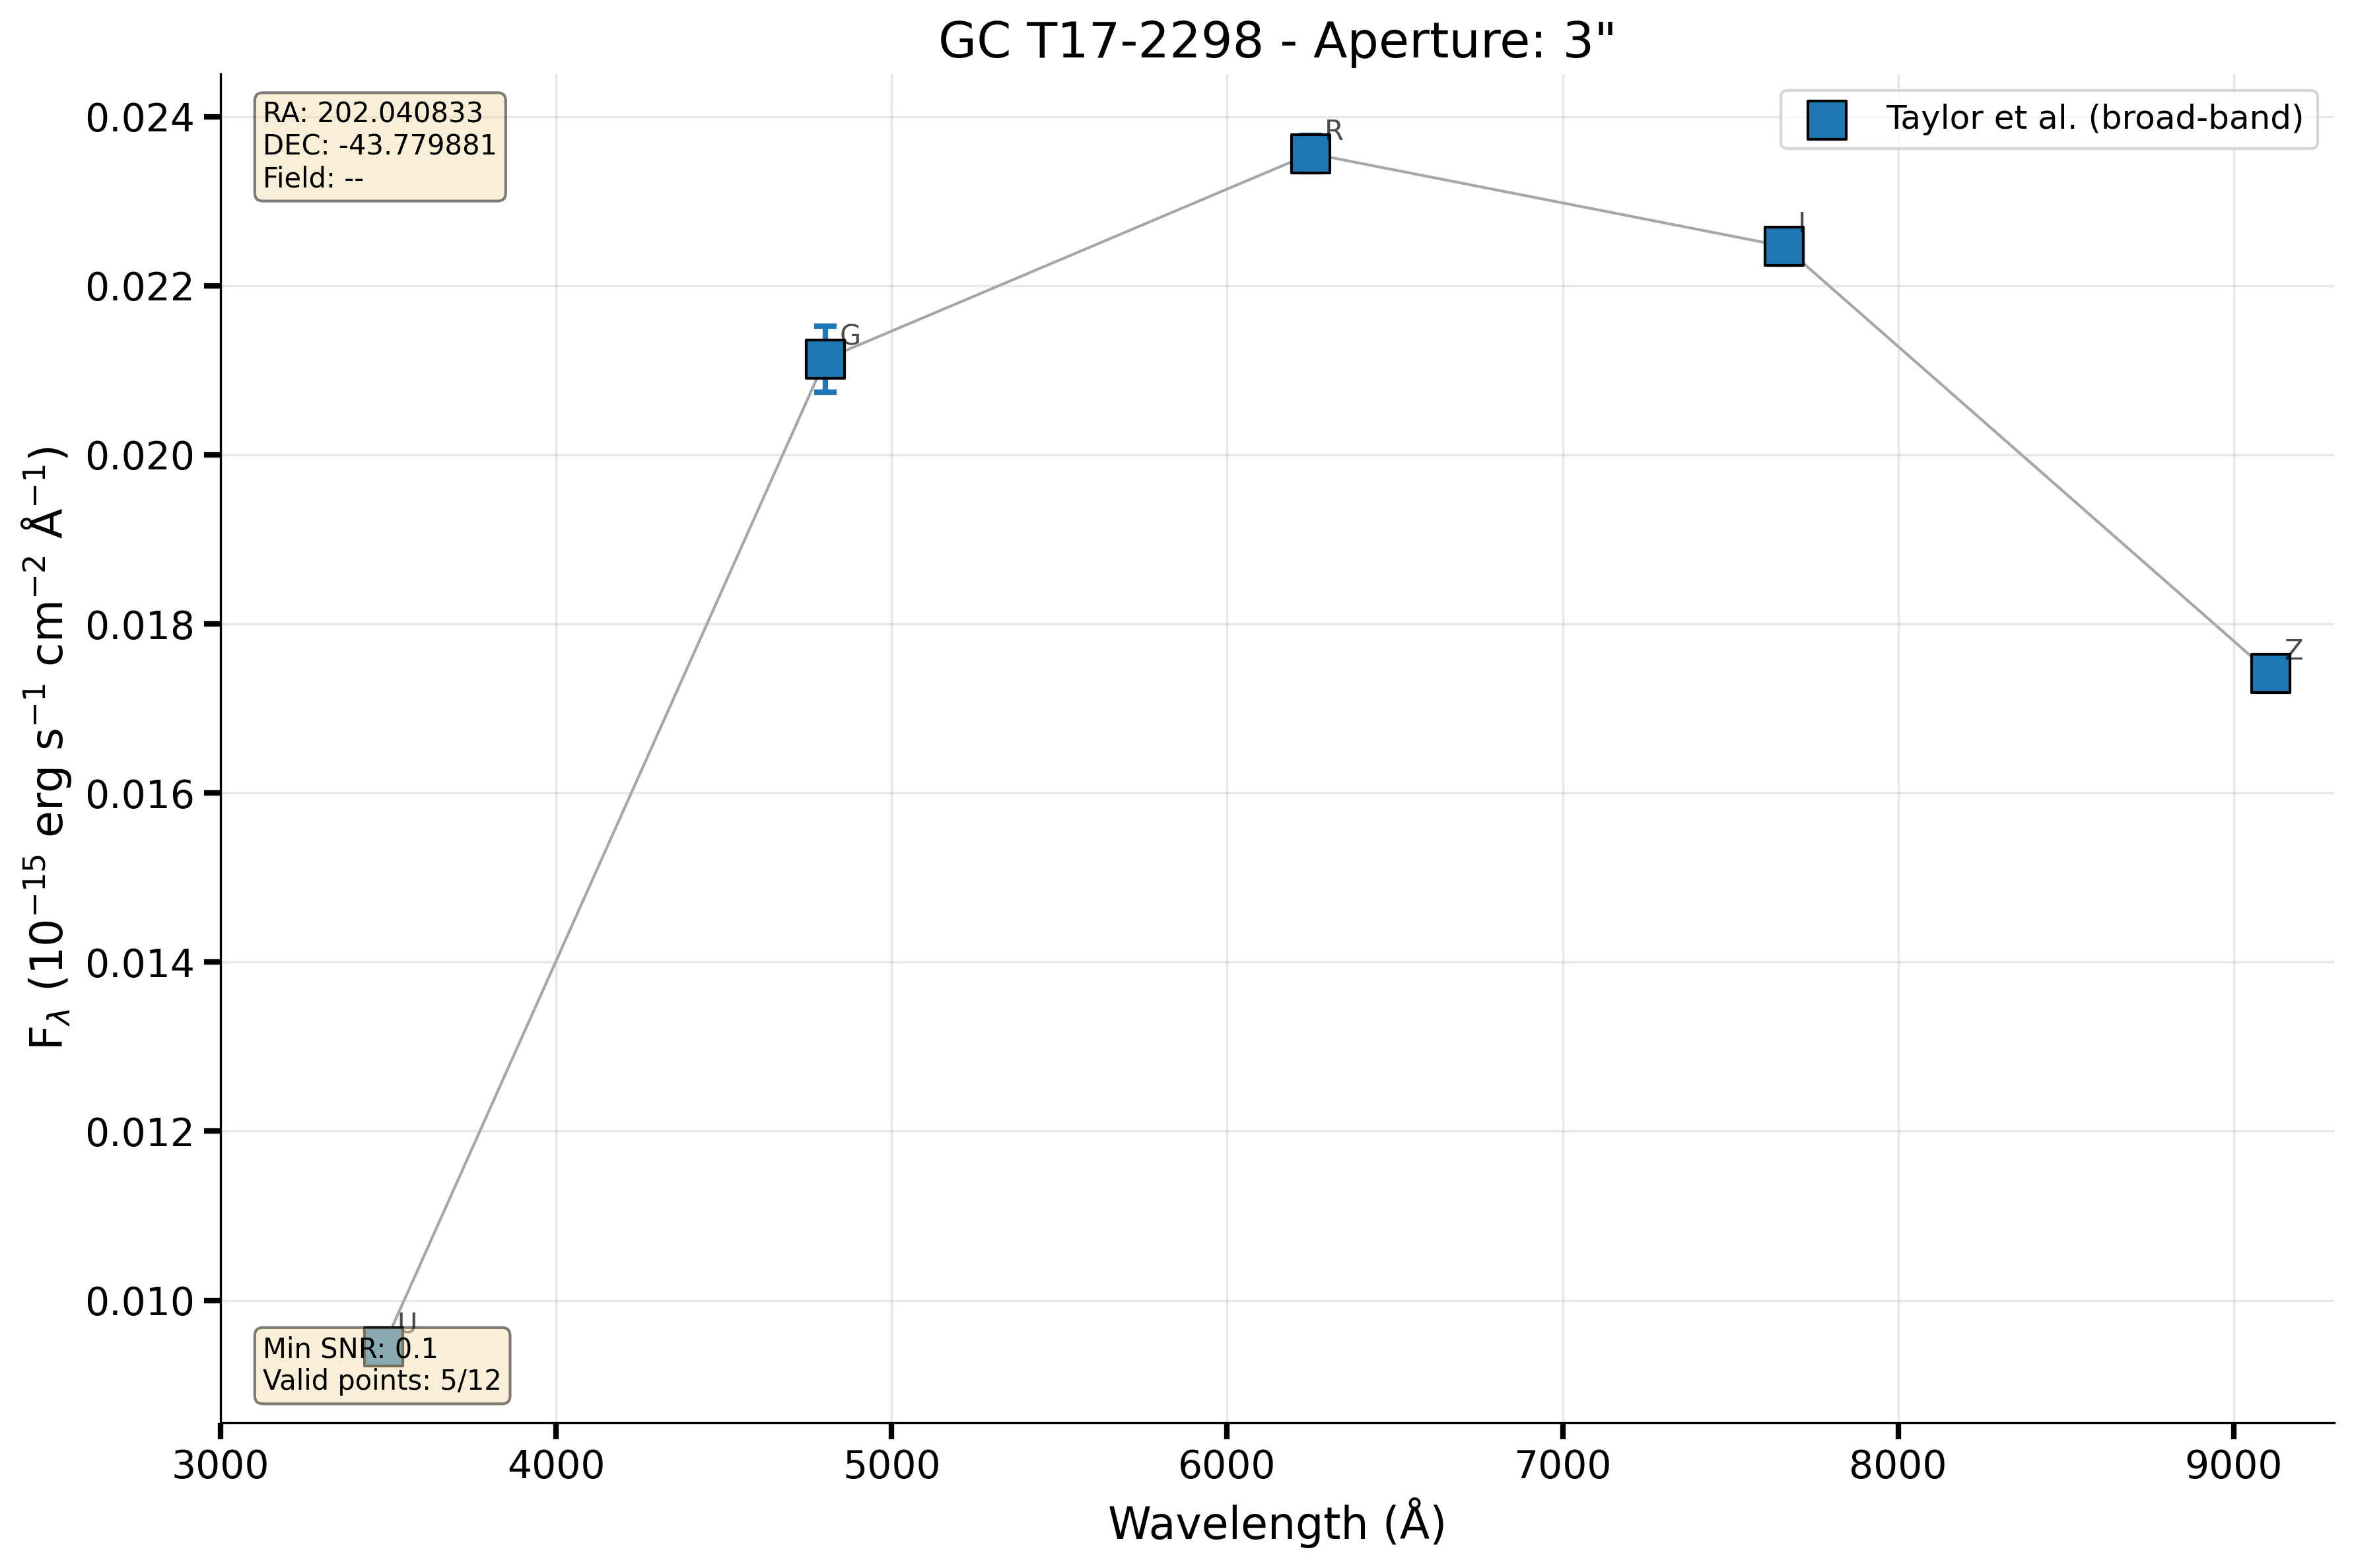 GC T17-2298 - Aperture: 3"
RA: 202.040833
DEC: -43.779881
Field: --
Taylor et al. (broad-band)
R
I
G
Z
U
Min SNR: 0.1
Valid points: 5/12
0.024
0.022
0.020
0.018
0.016
0.014
0.012
0.010
F_λ (10⁻¹⁵ erg s⁻¹ cm⁻² Å⁻¹)
3000 4000 5000 6000 7000 8000 9000
Wavelength (Å)